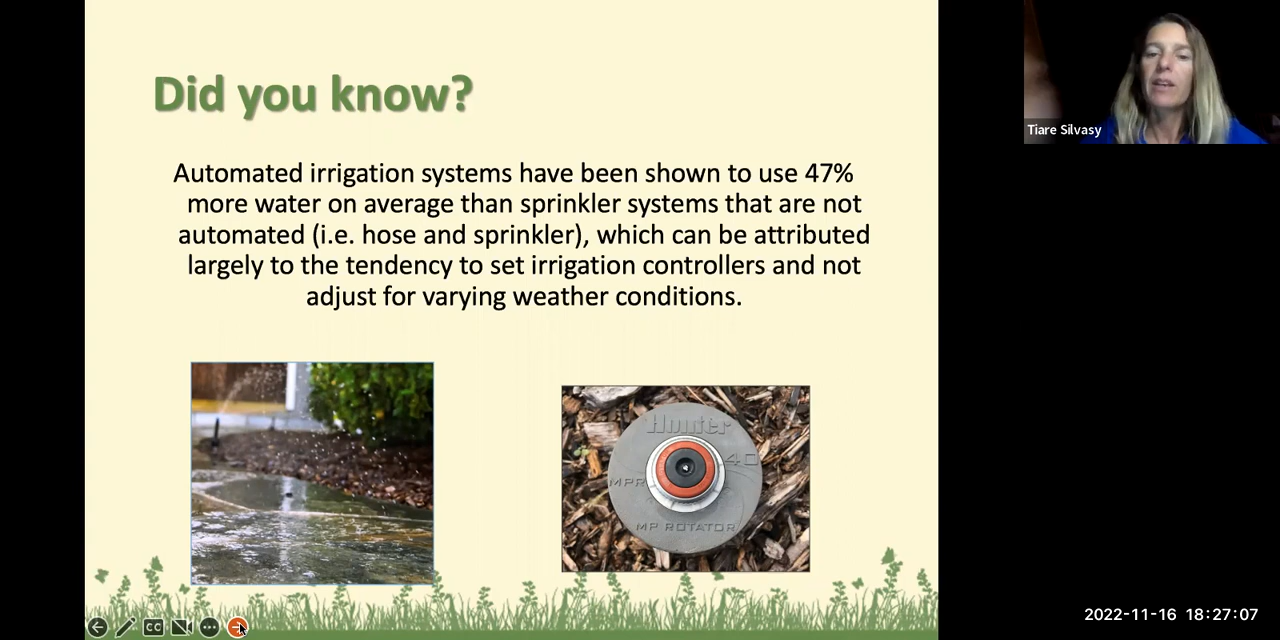 Did you know?
Automated irrigation systems have been shown to use 47%
more water on average than sprinkler systems that are not
automated (i.e. hose and sprinkler), which can be attributed
largely to the tendency to set irrigation controllers and not
adjust for varying weather conditions.
Hunter
40
MPR
MP ROTATOR
CC
Tiare Silvasy
2022-11-16 18:27:07